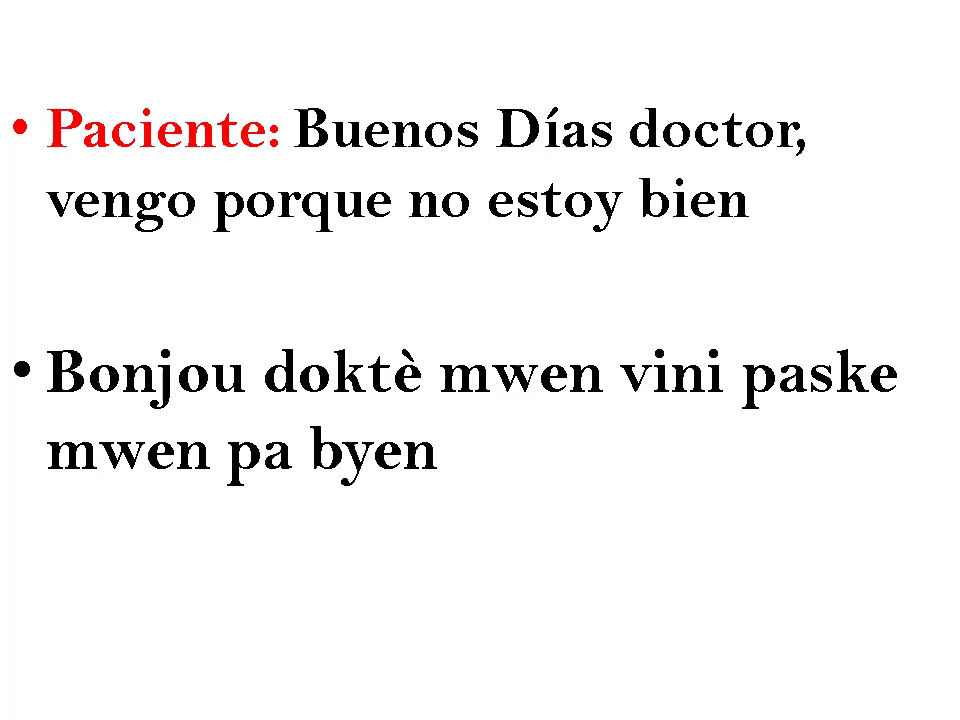 • Paciente: Buenos Días doctor,
vengo porque no estoy bien
• Bonjou doktè mwen vini paske
mwen pa byen